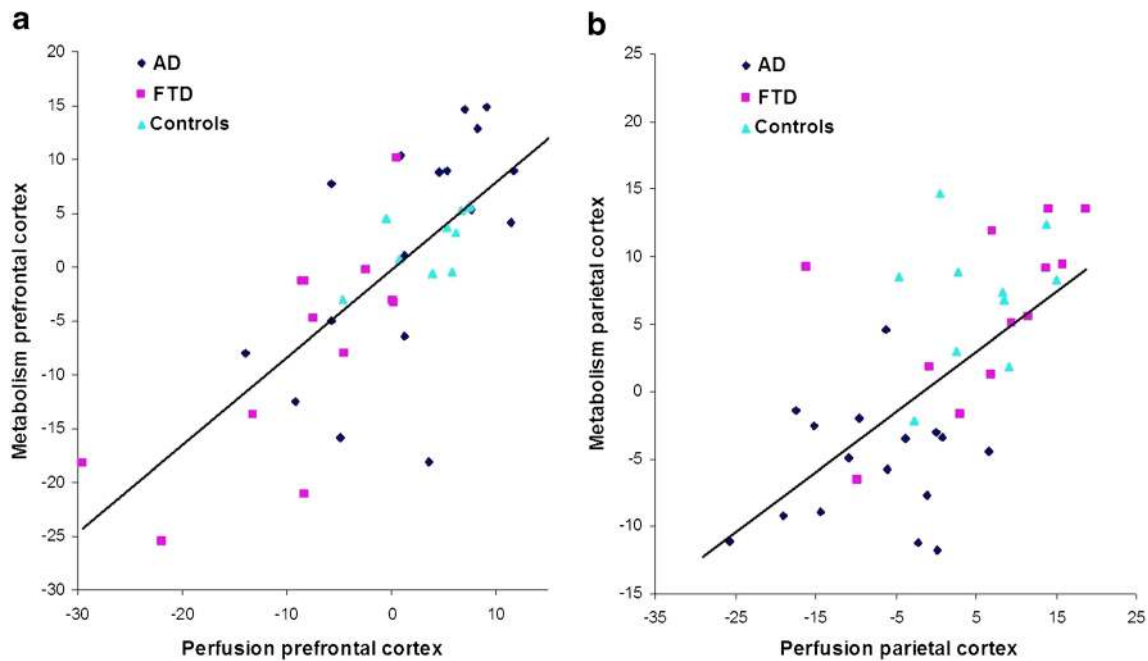 a
20
15
10
5
0
-5
-10
-15
-20
-25
-30
-30
-20
-10
0
10
AD
FTD
Controls
Metabolism prefrontal cortex
Perfusion prefrontal cortex
b
25
20
15
10
5
0
-5
-10
-15
-35
-25
-15
-5
5
15
25
AD
FTD
Controls
Metabolism parietal cortex
Perfusion parietal cortex